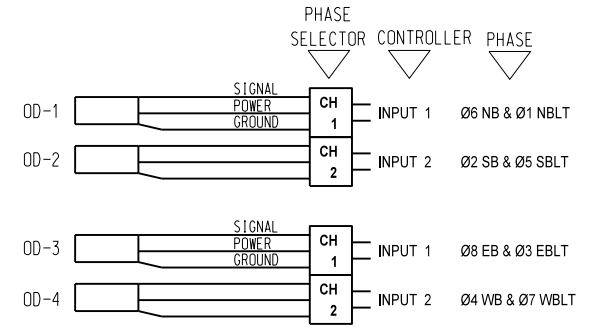 PHASE
SELECTOR CONTROLLER PHASE
SIGNAL
POWER
GROUND
OD-1 CH 1 INPUT 1 Ø6 NB & Ø1 NBLT
OD-2 CH 2 INPUT 2 Ø2 SB & Ø5 SBLT
SIGNAL
POWER
GROUND
OD-3 CH 1 INPUT 1 Ø8 EB & Ø3 EBLT
OD-4 CH 2 INPUT 2 Ø4 WB & Ø7 WBLT